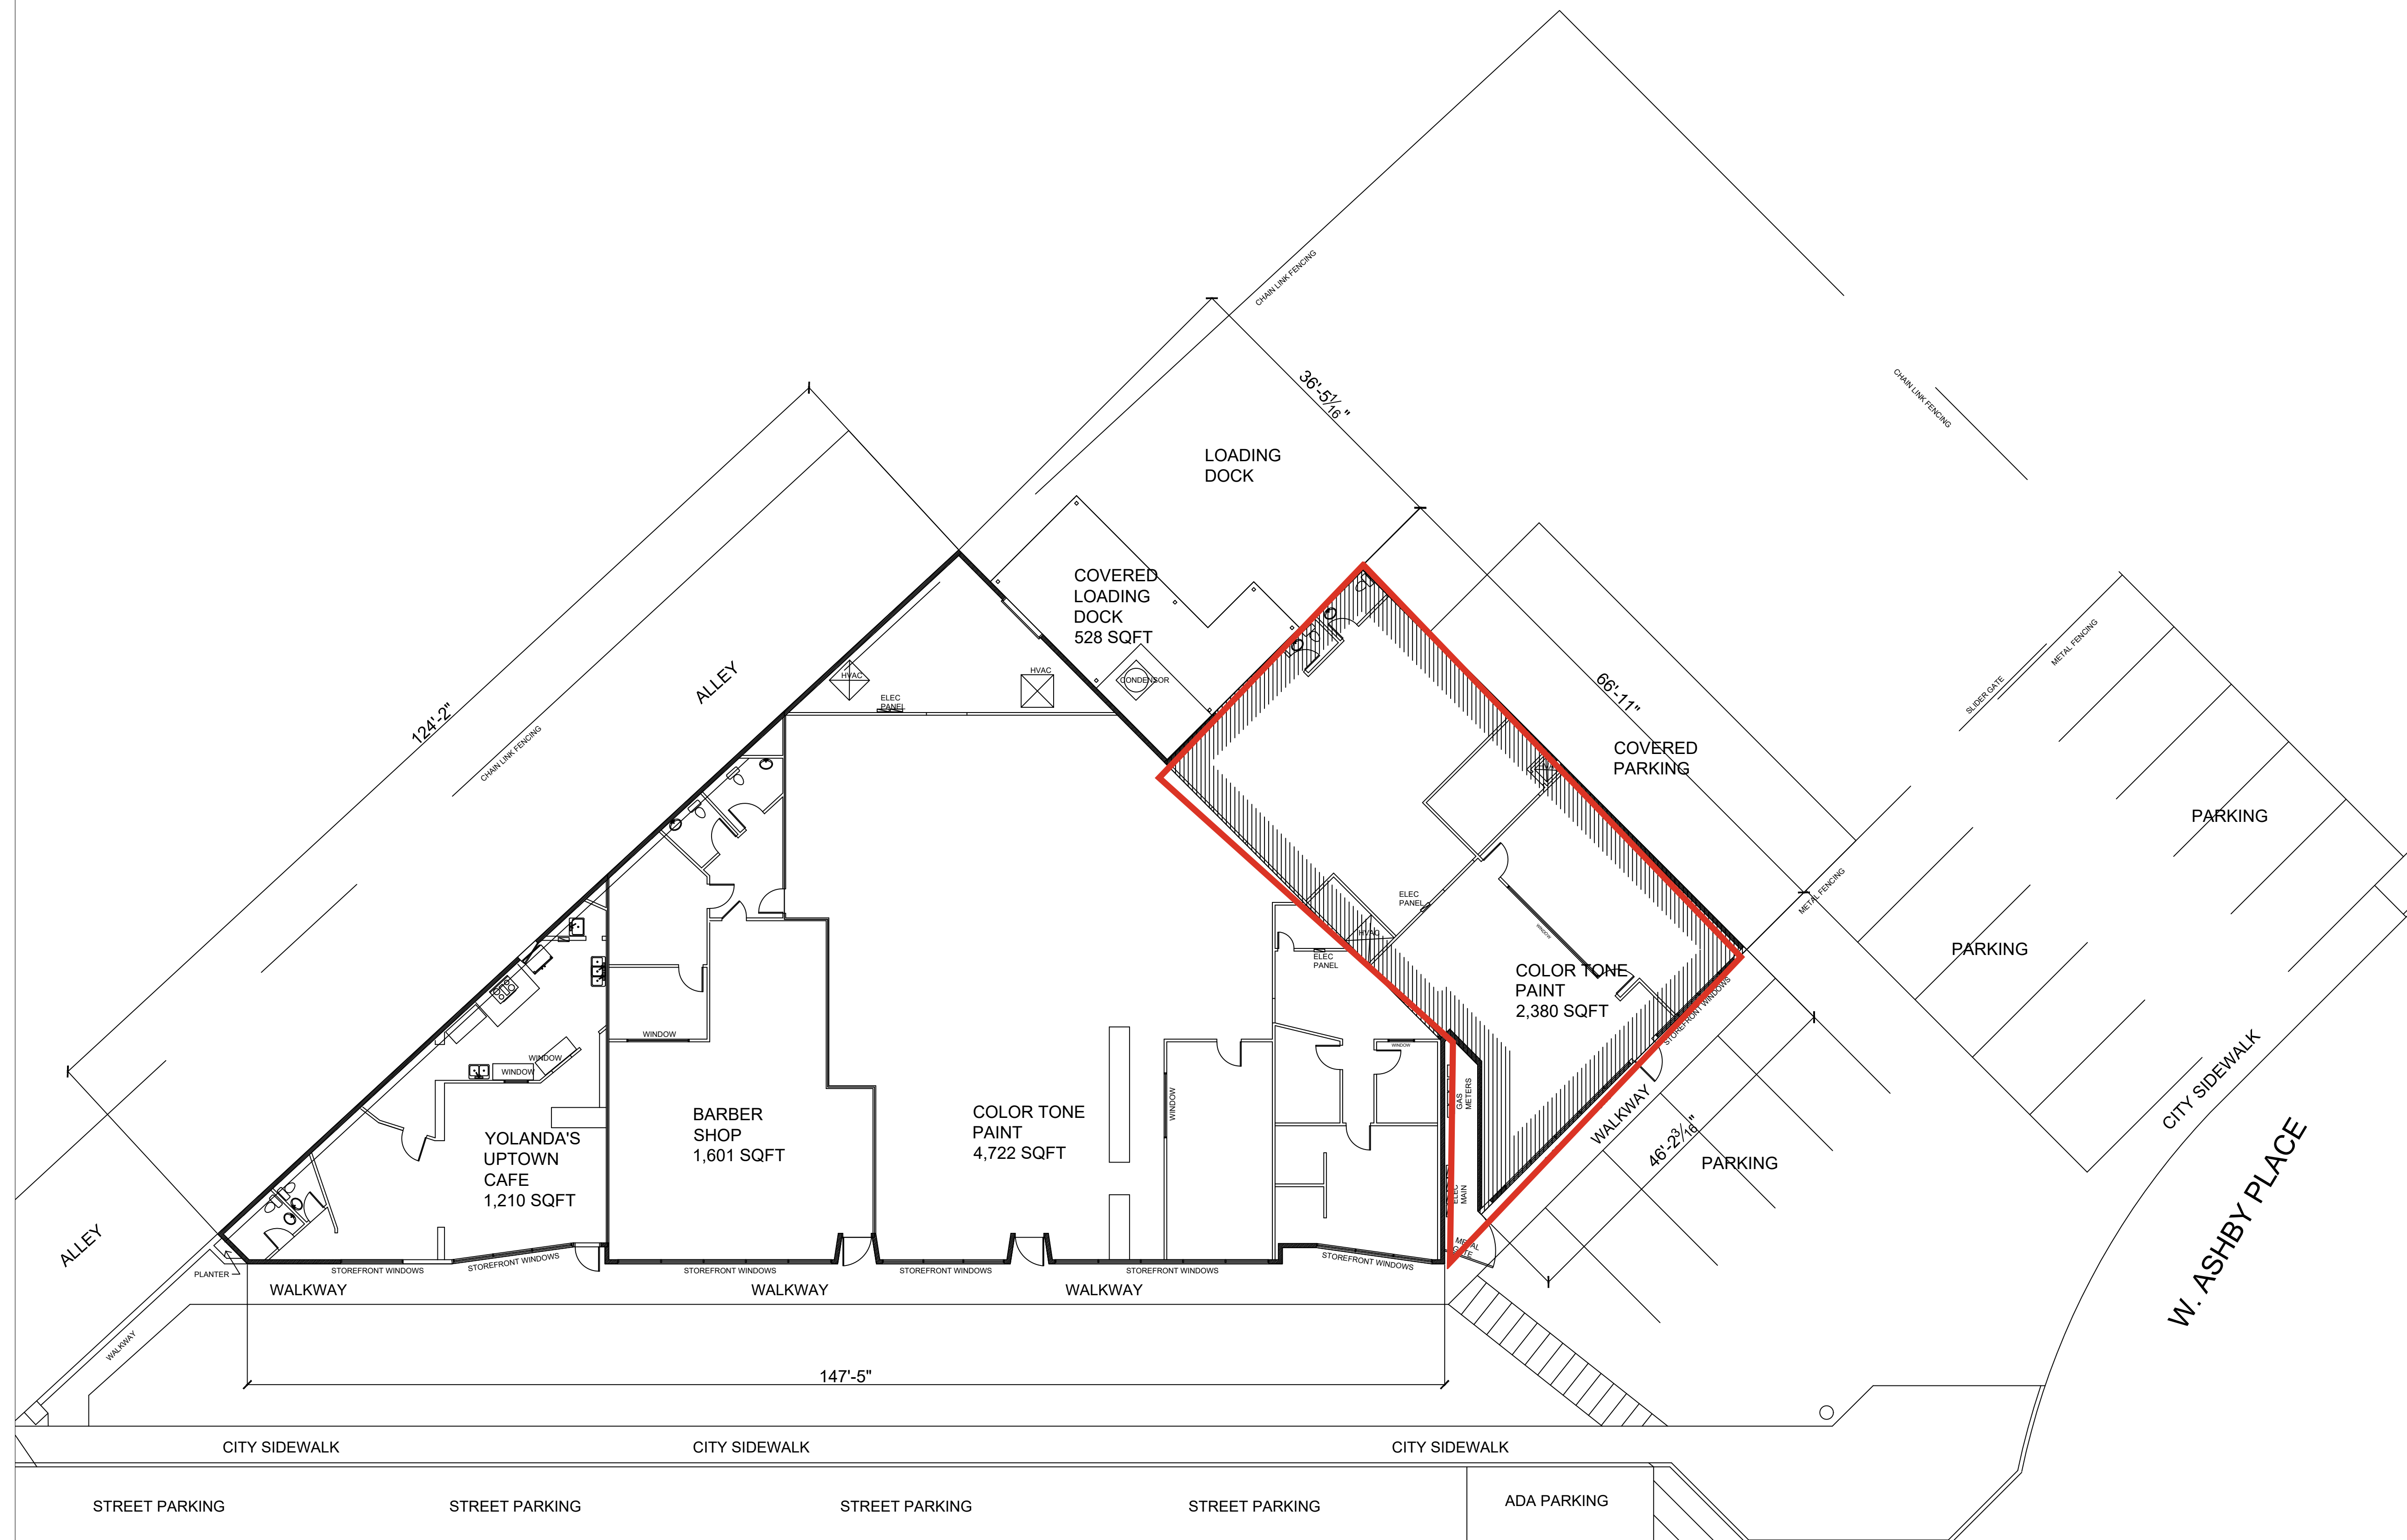 CHAIN LINK FENCING
36'-5 1/16"
CHAIN LINK FENCING
LOADING
DOCK
COVERED
LOADING
DOCK
528 SQFT
ALLEY
124'-2"
CHAIN LINK FENCING
HVAC
HVAC
CONDENSOR
ELEC
PANEL
66'-11"
COVERED
PARKING
SLIDER GATE
METAL FENCING
PARKING
METAL FENCING
PARKING
ELEC
PANEL
HVAC
ELEC
PANEL
WINDOW
COLOR TONE
PAINT
2,380 SQFT
STOREFRONT WINDOWS
WINDOW
WINDOW
WINDOW
WINDOW
WINDOW
GAS
METERS
ELEC
MAIN
METAL
GATE
WALKWAY
46'-2 3/16"
PARKING
CITY SIDEWALK
W. ASHBY PLACE
YOLANDA'S
UPTOWN
CAFE
1,210 SQFT
BARBER
SHOP
1,601 SQFT
COLOR TONE
PAINT
4,722 SQFT
ALLEY
PLANTER
STOREFRONT WINDOWS
STOREFRONT WINDOWS
STOREFRONT WINDOWS
STOREFRONT WINDOWS
STOREFRONT WINDOWS
STOREFRONT WINDOWS
WALKWAY
WALKWAY
WALKWAY
WALKWAY
147'-5"
CITY SIDEWALK
CITY SIDEWALK
CITY SIDEWALK
STREET PARKING
STREET PARKING
STREET PARKING
STREET PARKING
ADA PARKING